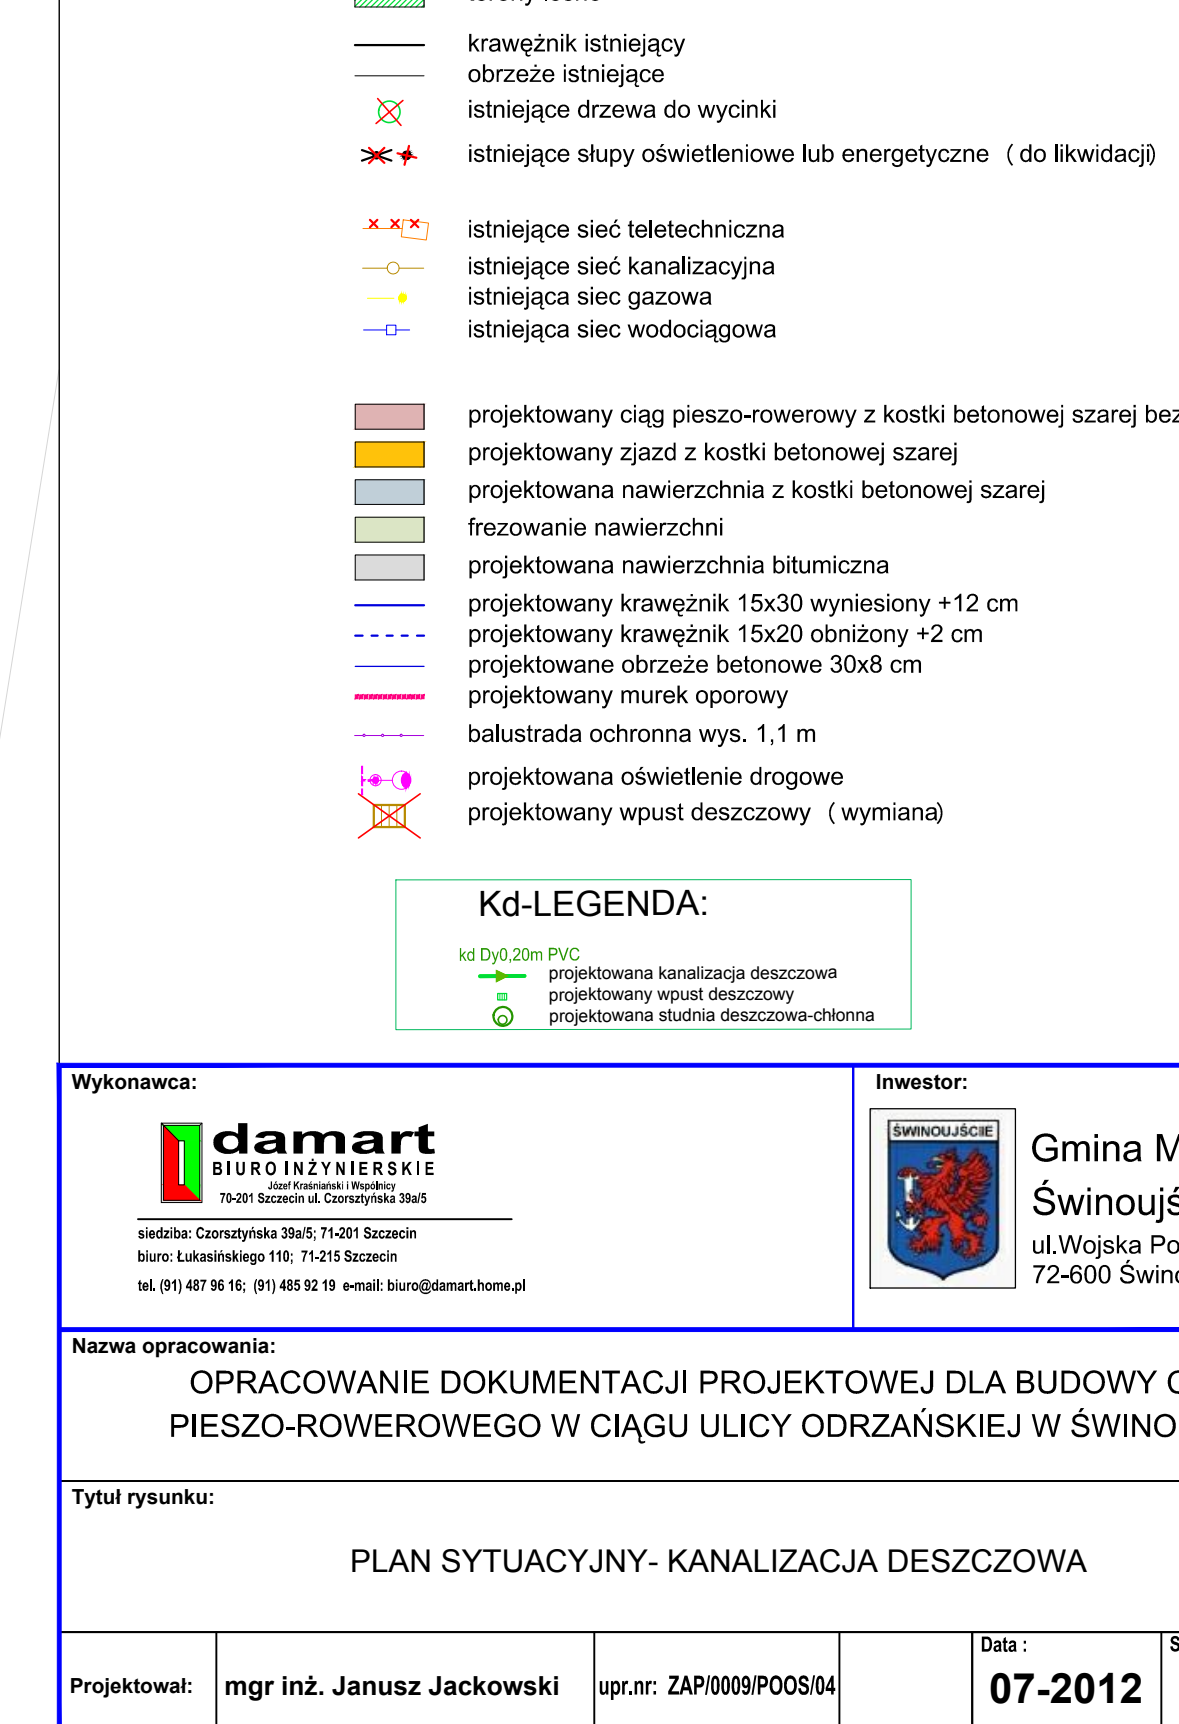 krawężnik istniejący
obrzeże istniejące
istniejące drzewa do wycinki
istniejące słupy oświetleniowe lub energetyczne ( do likwidacji)
istniejące sieć teletechniczna
istniejące sieć kanalizacyjna
istniejąca siec gazowa
istniejąca siec wodociągowa
projektowany ciąg pieszo-rowerowy z kostki betonowej szarej bez
projektowany zjazd z kostki betonowej szarej
projektowana nawierzchnia z kostki betonowej szarej
frezowanie nawierzchni
projektowana nawierzchnia bitumiczna
projektowany krawężnik 15x30 wyniesiony +12 cm
projektowany krawężnik 15x20 obniżony +2 cm
projektowane obrzeże betonowe 30x8 cm
projektowany murek oporowy
balustrada ochronna wys. 1,1 m
projektowana oświetlenie drogowe
projektowany wpust deszczowy ( wymiana)
Kd-LEGENDA:
kd Dy0,20m PVC
projektowana kanalizacja deszczowa
projektowany wpust deszczowy
projektowana studnia deszczowa-chłonna
Wykonawca:
damart
BIURO INŻYNIERSKIE
Józef Kraśniański i Wspólnicy
70-201 Szczecin ul. Czorsztyńska 39a/5
siedziba: Czorsztyńska 39a/5; 71-201 Szczecin
biuro: Łukasińskiego 110; 71-215 Szczecin
tel. (91) 487 96 16; (91) 485 92 19 e-mail: biuro@damart.home.pl
Inwestor:
ŚWINOUJŚCIE
Gmina M
Świnoujś
ul.Wojska Po
72-600 Świno
Nazwa opracowania:
OPRACOWANIE DOKUMENTACJI PROJEKTOWEJ DLA BUDOWY C
PIESZO-ROWEROWEGO W CIĄGU ULICY ODRZAŃSKIEJ W ŚWINO
Tytuł rysunku:
PLAN SYTUACYJNY- KANALIZACJA DESZCZOWA
Projektował:
mgr inż. Janusz Jackowski
upr.nr: ZAP/0009/POOS/04
Data :
07-2012
S